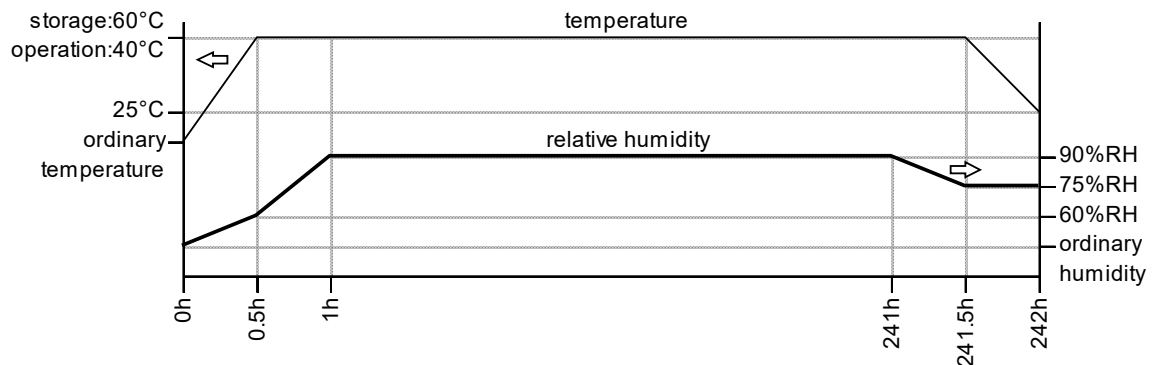 storage:60°C
operation:40°C
temperature
25°C
ordinary
temperature
relative humidity
90%RH
75%RH
60%RH
ordinary
humidity
0h
0.5h
1h
241h
241.5h
242h